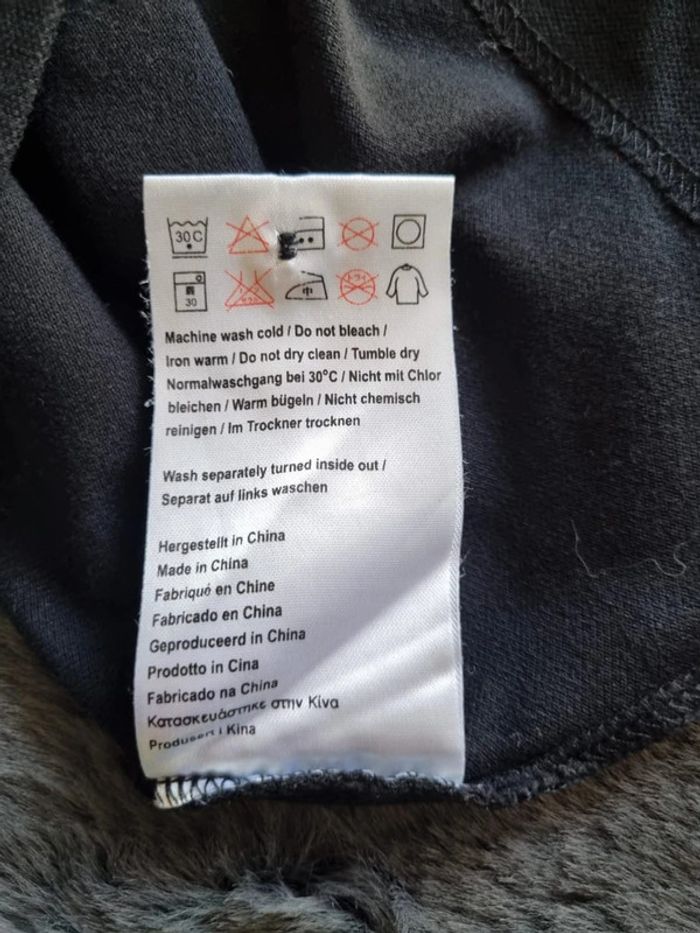 30C
30 中
Machine wash cold / Do not bleach /
Iron warm / Do not dry clean / Tumble dry
Normalwaschgang bei 30°C / Nicht mit Chlor
bleichen / Warm bügeln / Nicht chemisch
reinigen / Im Trockner trocknen
Wash separately turned inside out /
Separat auf links waschen
Hergestellt in China
Made in China
Fabriqué en Chine
Fabricado en China
Geproduceerd in China
Prodotto in Cina
Fabricado na China
Κατασκευάστηκε στην Κίνα
i Kina